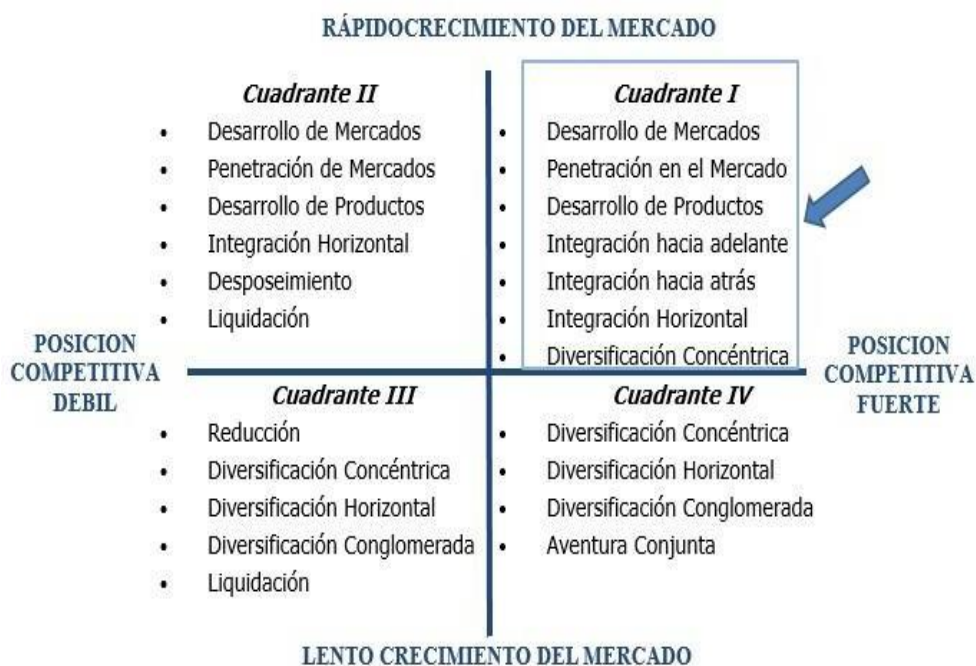 RÁPIDOCRECIMIENTO DEL MERCADO
Cuadrante II
• Desarrollo de Mercados
• Penetración de Mercados
• Desarrollo de Productos
• Integración Horizontal
• Desposeimiento
• Liquidación
Cuadrante I
• Desarrollo de Mercados
• Penetración en el Mercado
• Desarrollo de Productos
• Integración hacia adelante
• Integración hacia atrás
• Integración Horizontal
• Diversificación Concéntrica
POSICION
COMPETITIVA
DEBIL
POSICION
COMPETITIVA
FUERTE
Cuadrante III
• Reducción
• Diversificación Concéntrica
• Diversificación Horizontal
• Diversificación Conglomerada
• Liquidación
Cuadrante IV
• Diversificación Concéntrica
• Diversificación Horizontal
• Diversificación Conglomerada
• Aventura Conjunta
LENTO CRECIMIENTO DEL MERCADO